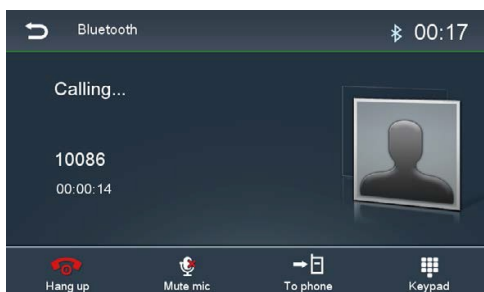 Bluetooth
00:17
Calling...
10086
00:00:14
Hang up
Mute mic
To phone
Keypad